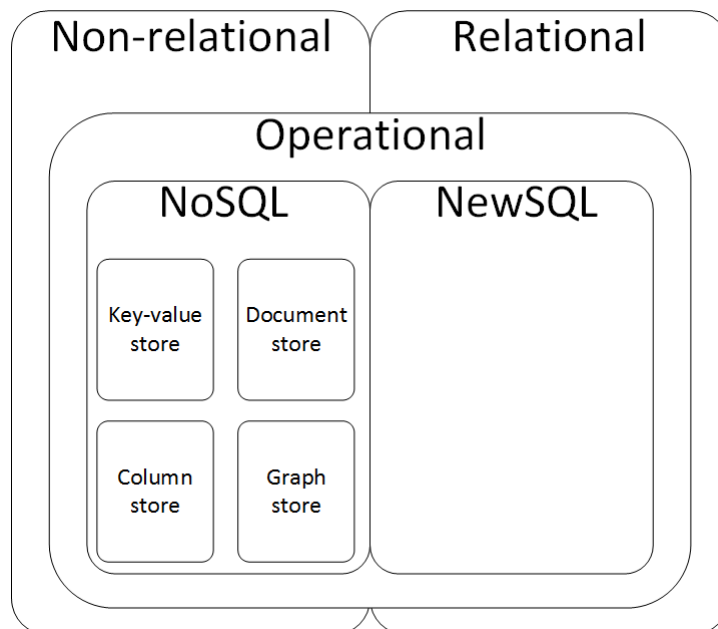 Non-relational
Relational
Operational
NoSQL
NewSQL
Key-value
store
Document
store
Column
store
Graph
store